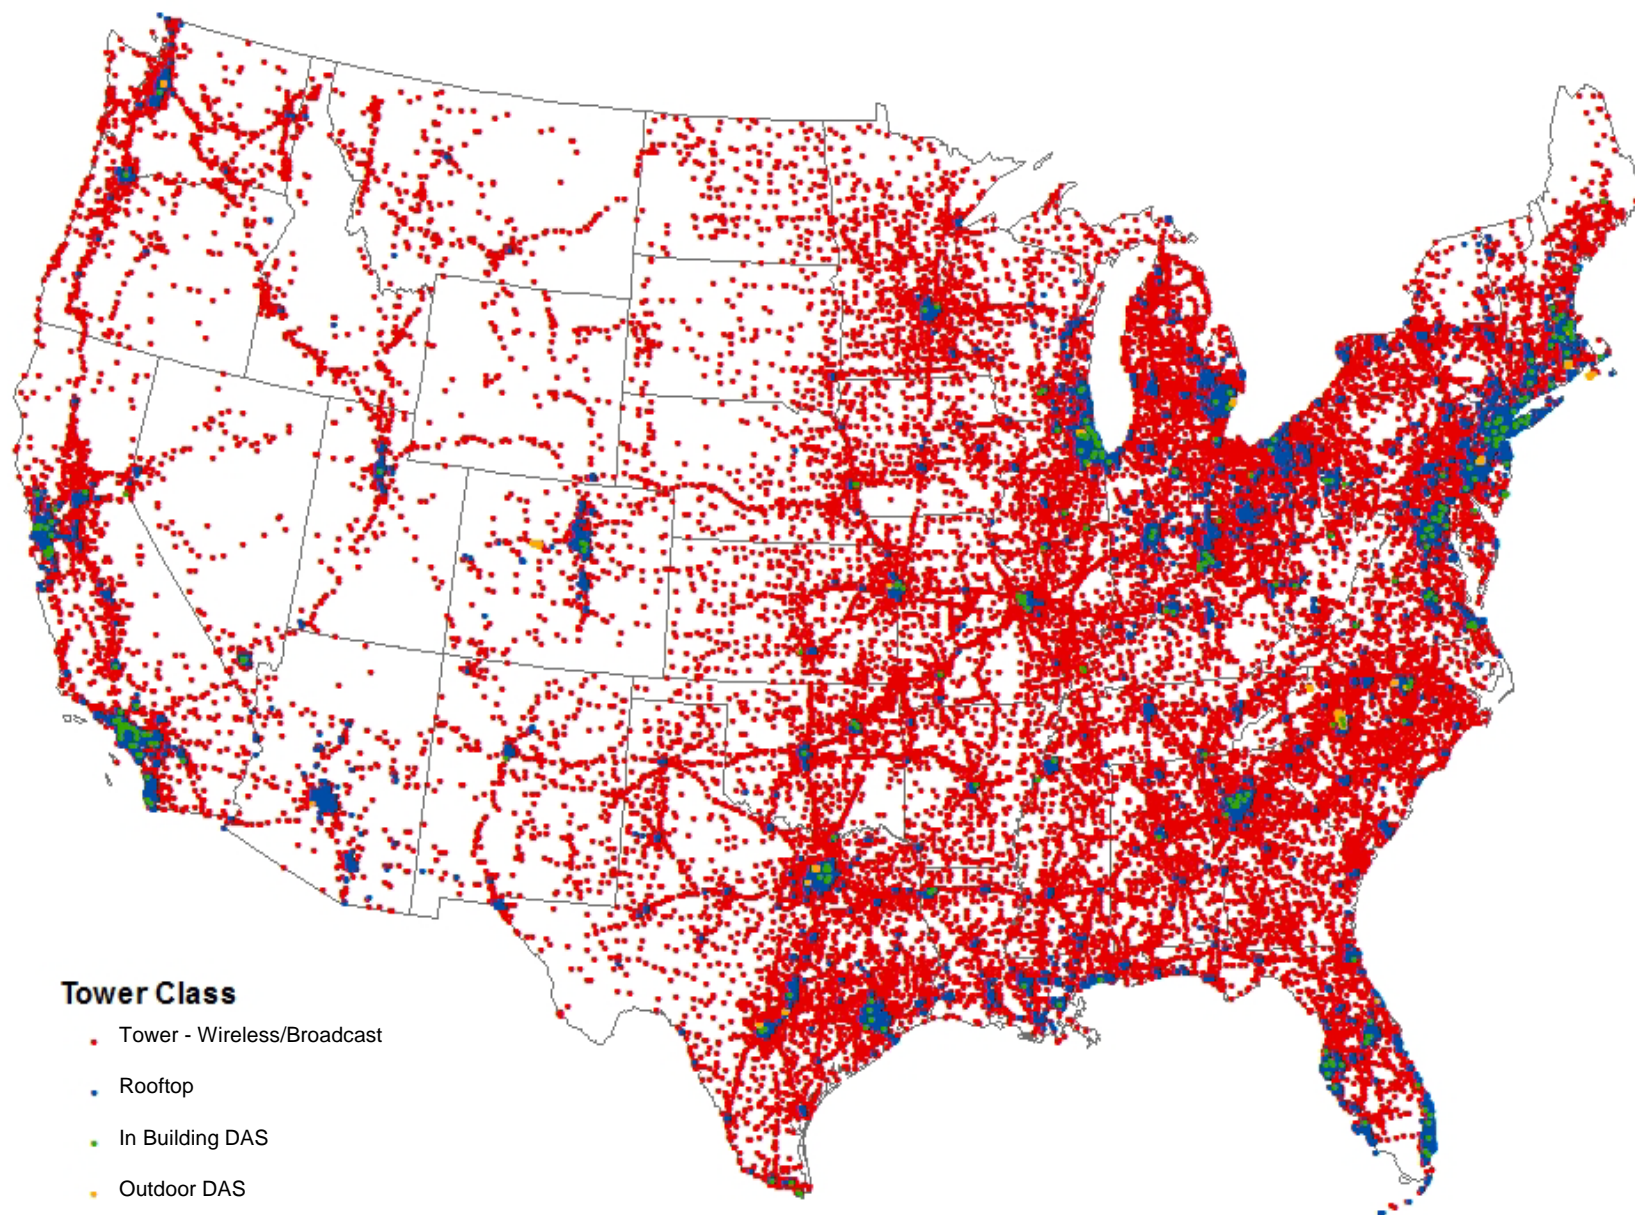 Tower Class
Tower - Wireless/Broadcast
Rooftop
In Building DAS
Outdoor DAS